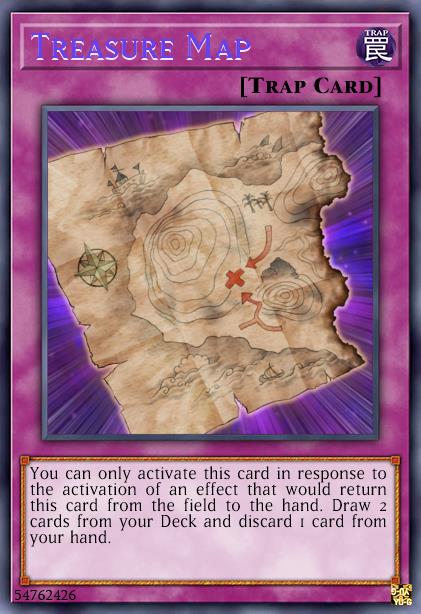 Treasure Map
TRAP
罠
[Trap Card]
You can only activate this card in response to
the activation of an effect that would return
this card from the field to the hand. Draw 2
cards from your Deck and discard 1 card from
your hand.
54762426